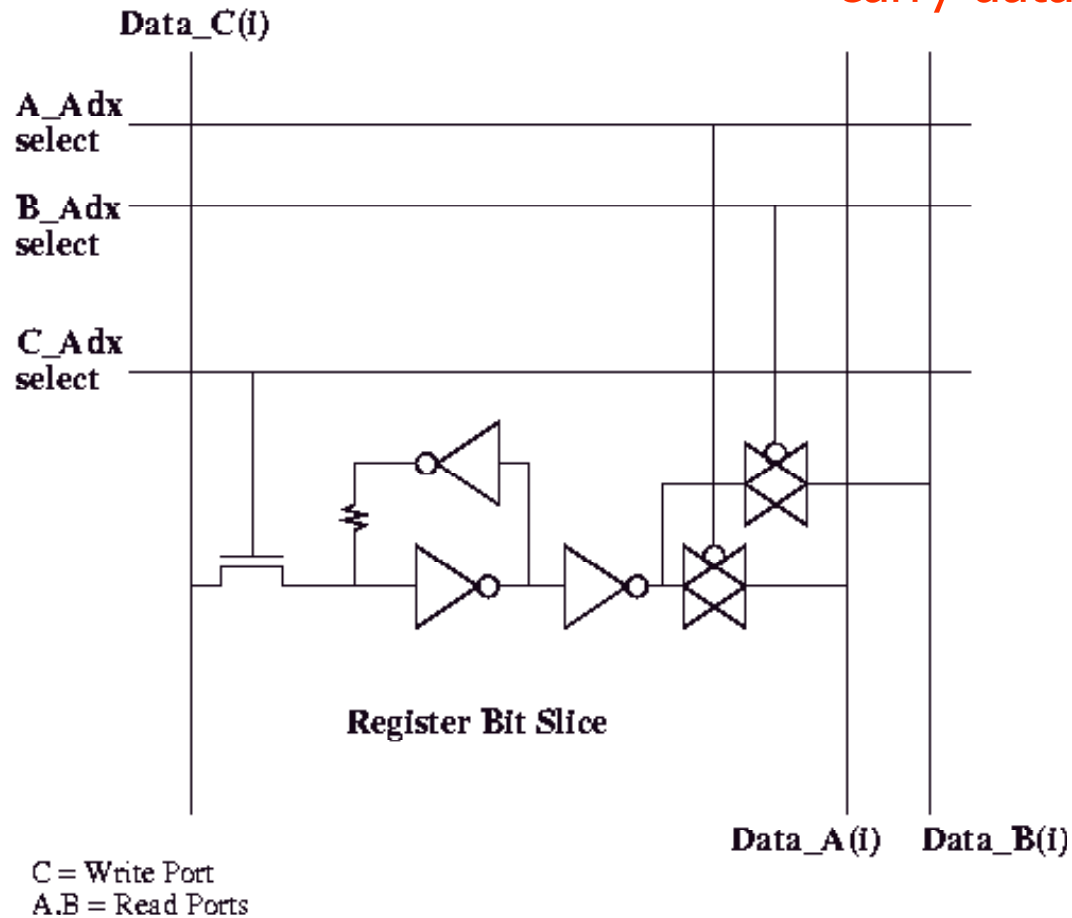 Data_C(i)
A_Adx
select
B_Adx
select
C_Adx
select
Register Bit Slice
Data_A(i) Data_B(i)
C = Write Port
A,B = Read Ports